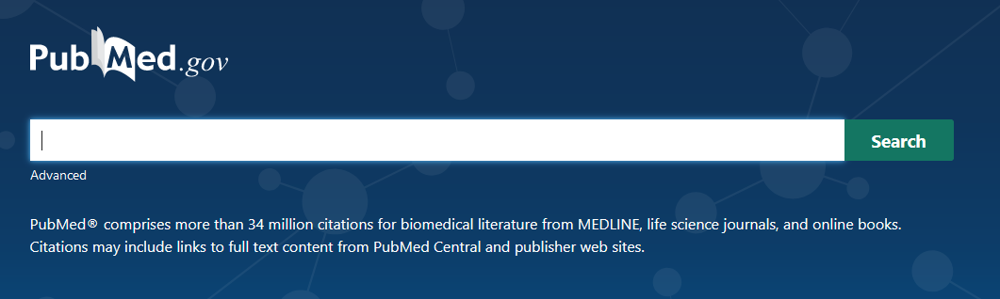 PubMed.gov
Search
Advanced
PubMed® comprises more than 34 million citations for biomedical literature from MEDLINE, life science journals, and online books.
Citations may include links to full text content from PubMed Central and publisher web sites.